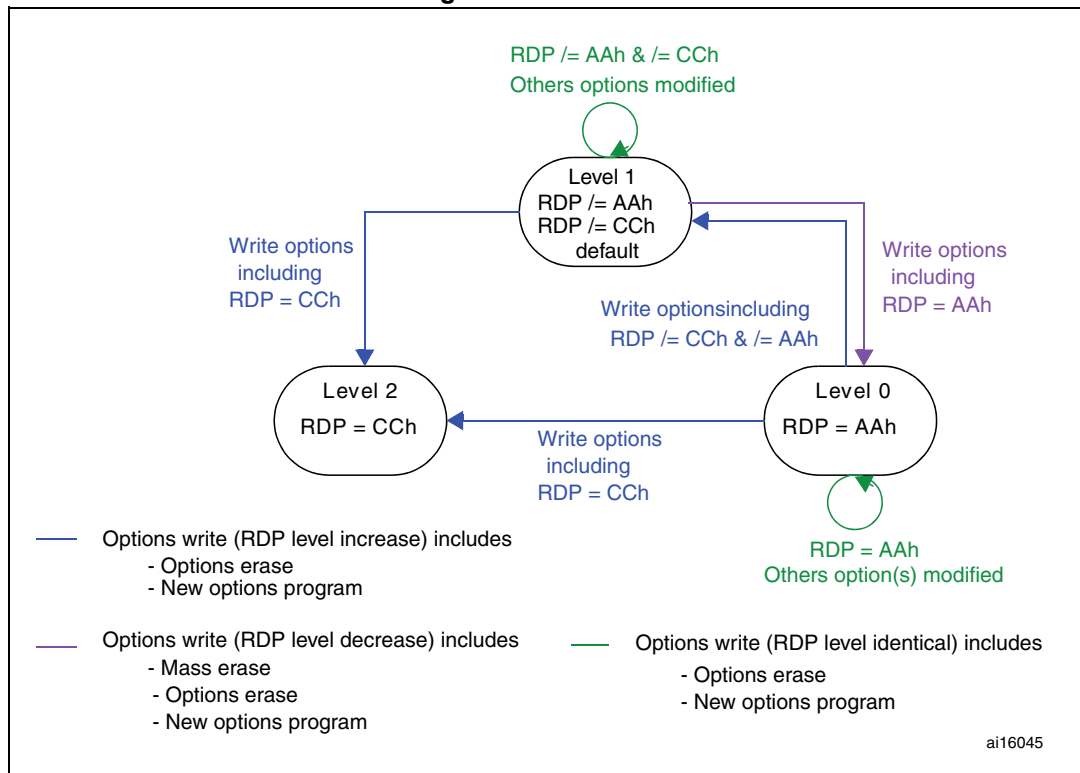 RDP /= AAh & /= CCh
Others options modified
Level 1
RDP /= AAh
RDP /= CCh
default
Write options
including
RDP = CCh
Write options
including
RDP = AAh
Write optionsincluding
RDP /= CCh & /= AAh
Level 2
RDP = CCh
Level 0
RDP = AAh
Write options
including
RDP = CCh
RDP = AAh
Others option(s) modified
Options write (RDP level increase) includes
- Options erase
- New options program
Options write (RDP level decrease) includes
- Mass erase
- Options erase
- New options program
Options write (RDP level identical) includes
- Options erase
- New options program
ai16045